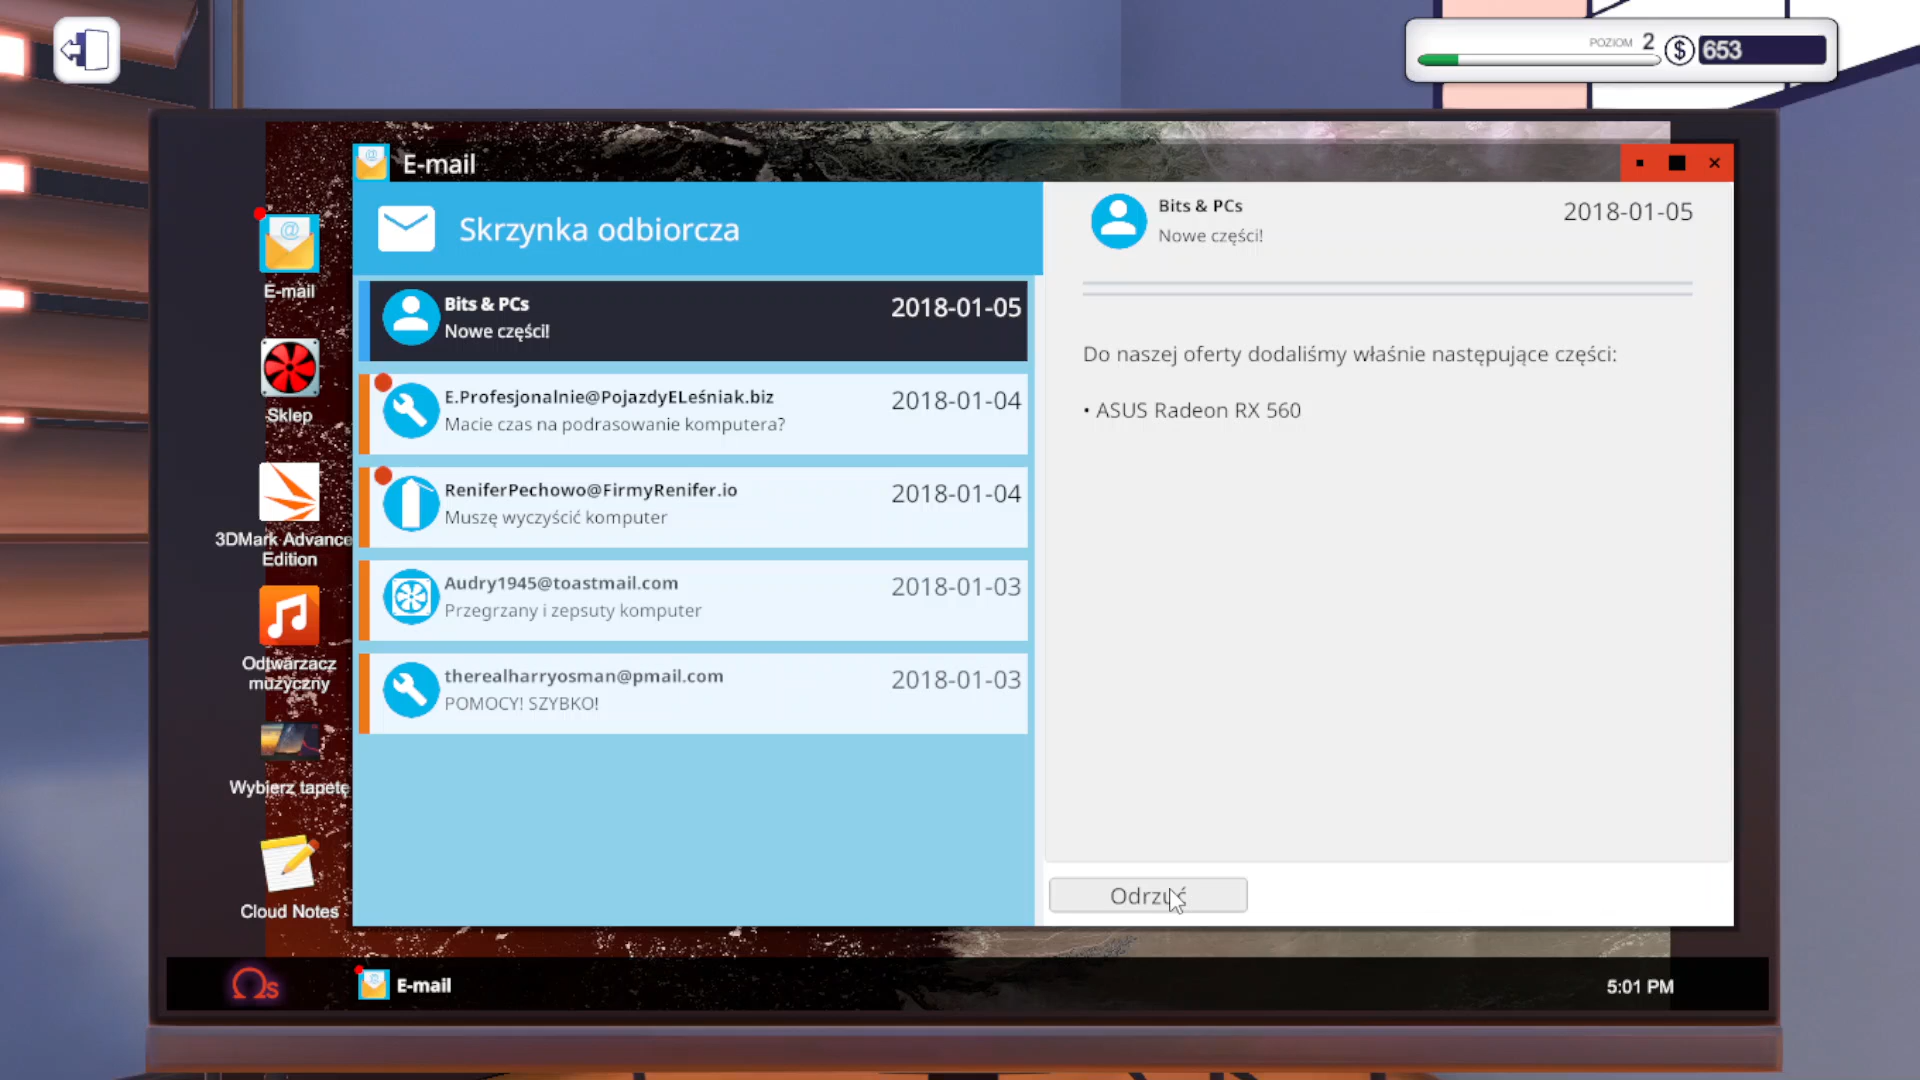 POZIOM 2
653
E-mail
Skrzynka odbiorcza
Bits & PCs
2018-01-05
Nowe części!
E.Profesjonalnie@PojazdyELeśniak.biz
2018-01-04
Macie czas na podrasowanie komputera?
ReniferPechowo@FirmyRenifer.io
2018-01-04
Muszę wyczyścić komputer
Audry1945@toastmail.com
2018-01-03
Przegrzany i zepsuty komputer
therealharryosman@pmail.com
2018-01-03
POMOCY! SZYBKO!
Bits & PCs
2018-01-05
Nowe części!
Do naszej oferty dodaliśmy właśnie następujące części:
• ASUS Radeon RX 560
Odrzuć
E-mail
Sklep
3DMark Advance
Edition
Odtwarzacz
muzyczny
Wybierz tapetę
Cloud Notes
Ωs
E-mail
5:01 PM